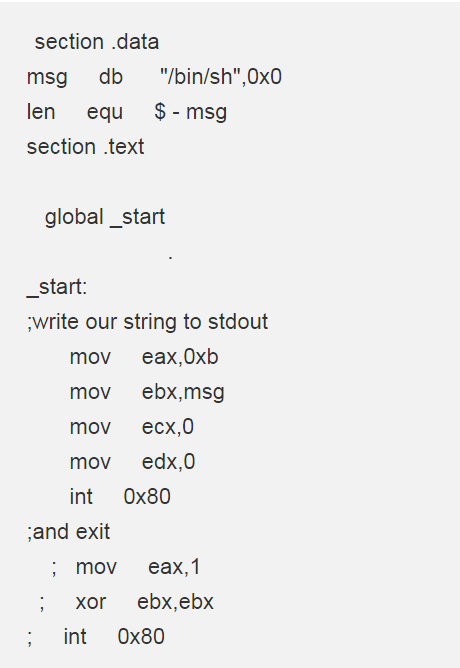 section .data
msg db "/bin/sh",0x0
len equ $ - msg
section .text
global _start
.
_start:
;write our string to stdout
mov eax,0xb
mov ebx,msg
mov ecx,0
mov edx,0
int 0x80
;and exit
; mov eax,1
; xor ebx,ebx
; int 0x80